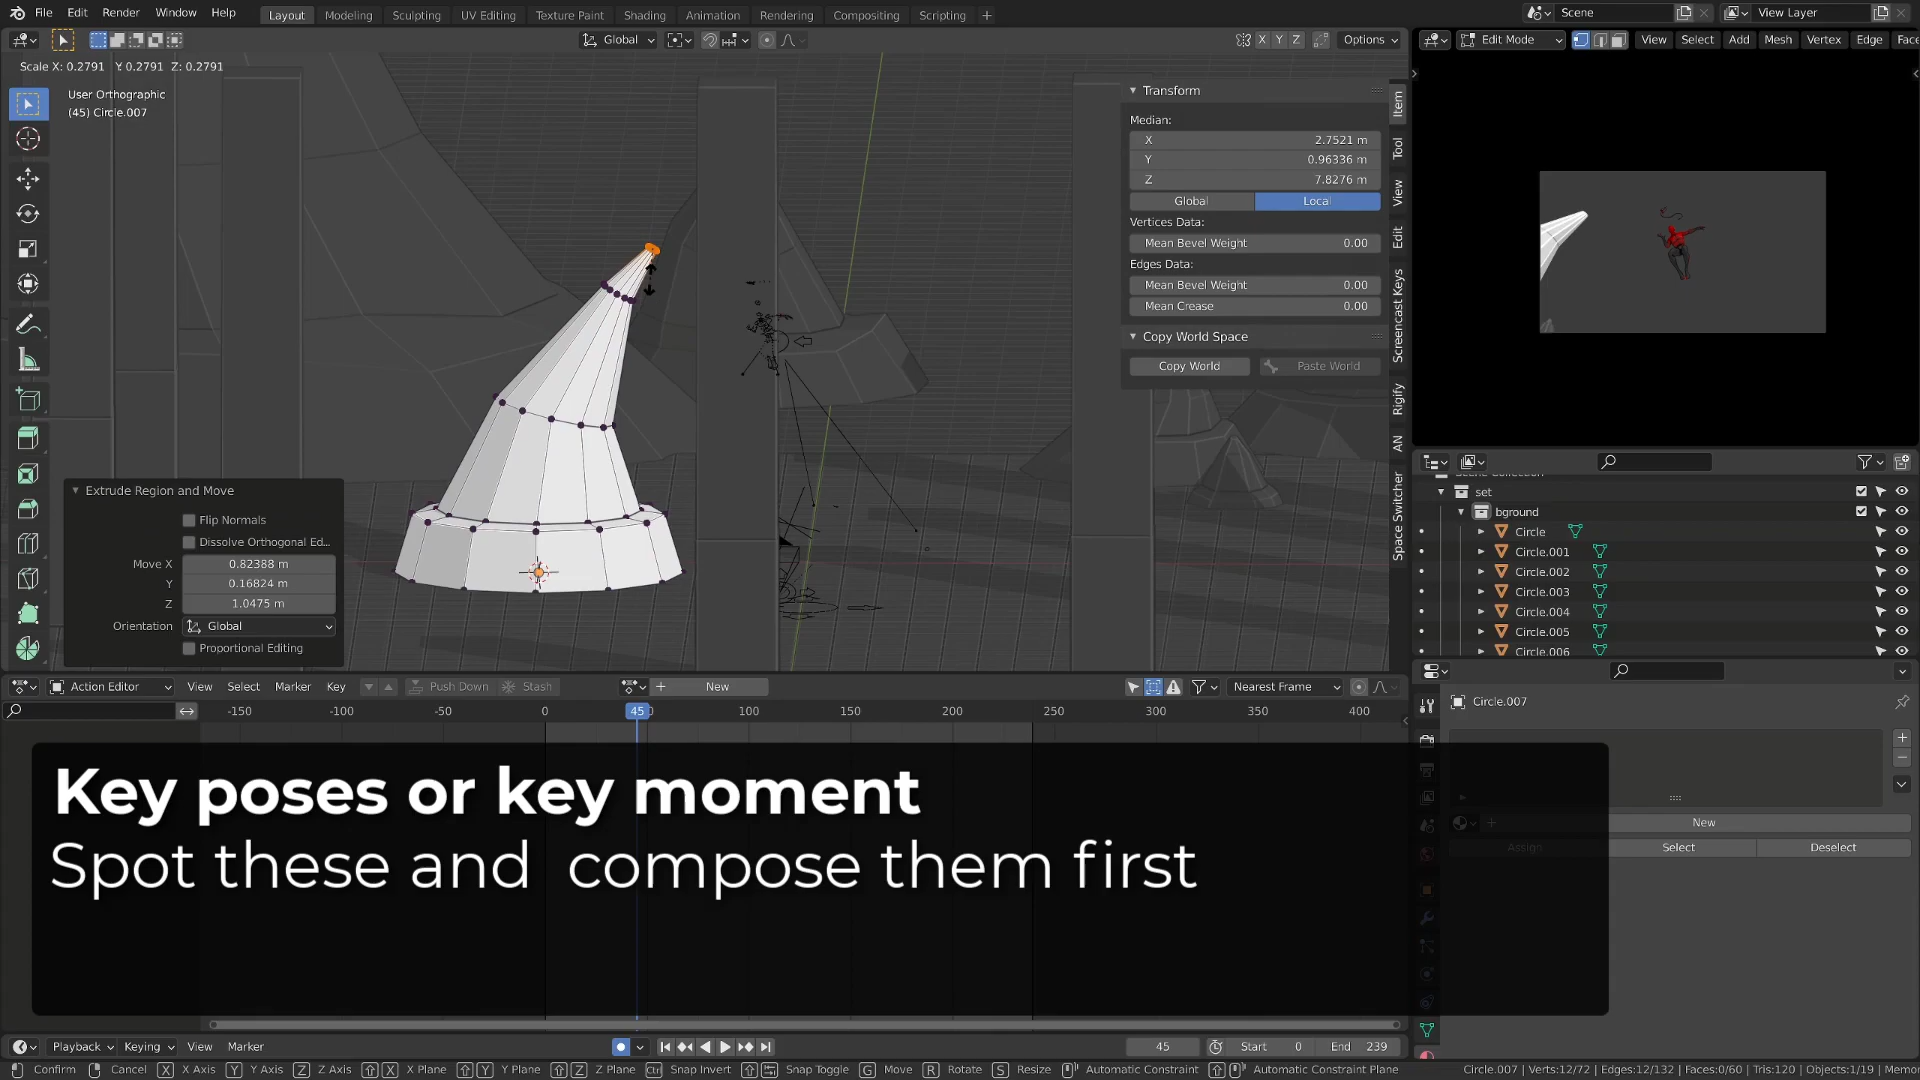 File Edit Render Window Help Layout Modeling Sculpting UV Editing Texture Paint Shading Animation Rendering Compositing Scripting + Scene View Layer
Global X Y Z Options Edit Mode View Select Add Mesh Vertex Edge Face
Scale X: 0.2791 Y: 0.2791 Z: 0.2791
User Orthographic
(45) Circle.007
Transform
Median:
X 2.7521 m
Y 0.96336 m
Z 7.8276 m
Global Local
Vertices Data:
Mean Bevel Weight 0.00
Edges Data:
Mean Bevel Weight 0.00
Mean Crease 0.00
Copy World Space
Copy World Paste World
Item
Tool
View
Edit
Screencast Keys
Rigify
AN
Space Switcher
Extrude Region and Move
Flip Normals
Dissolve Orthogonal Ed...
Move X 0.82388 m
Y 0.16824 m
Z 1.0475 m
Orientation Global
Proportional Editing
set
bground
Circle
Circle.001
Circle.002
Circle.003
Circle.004
Circle.005
Circle.006
Action Editor View Select Marker Key Push Down Stash New Nearest Frame
-150 -100 -50 0 45 100 150 200 250 300 350 400
Circle.007
New
Assign Select Deselect
Key poses or key moment
Spot these and compose them first
Playback Keying View Marker 45 Start 0 End 239
Confirm Cancel X X Axis Y Y Axis Z Z Axis X X Plane Y Y Plane Z Z Plane Ctrl Snap Invert Snap Toggle G Move R Rotate S Resize Automatic Constraint Automatic Constraint Plane Circle.007 | Verts:12/72 | Edges:12/132 | Faces:0/60 | Tris:120 | Objects:1/19 | Memo